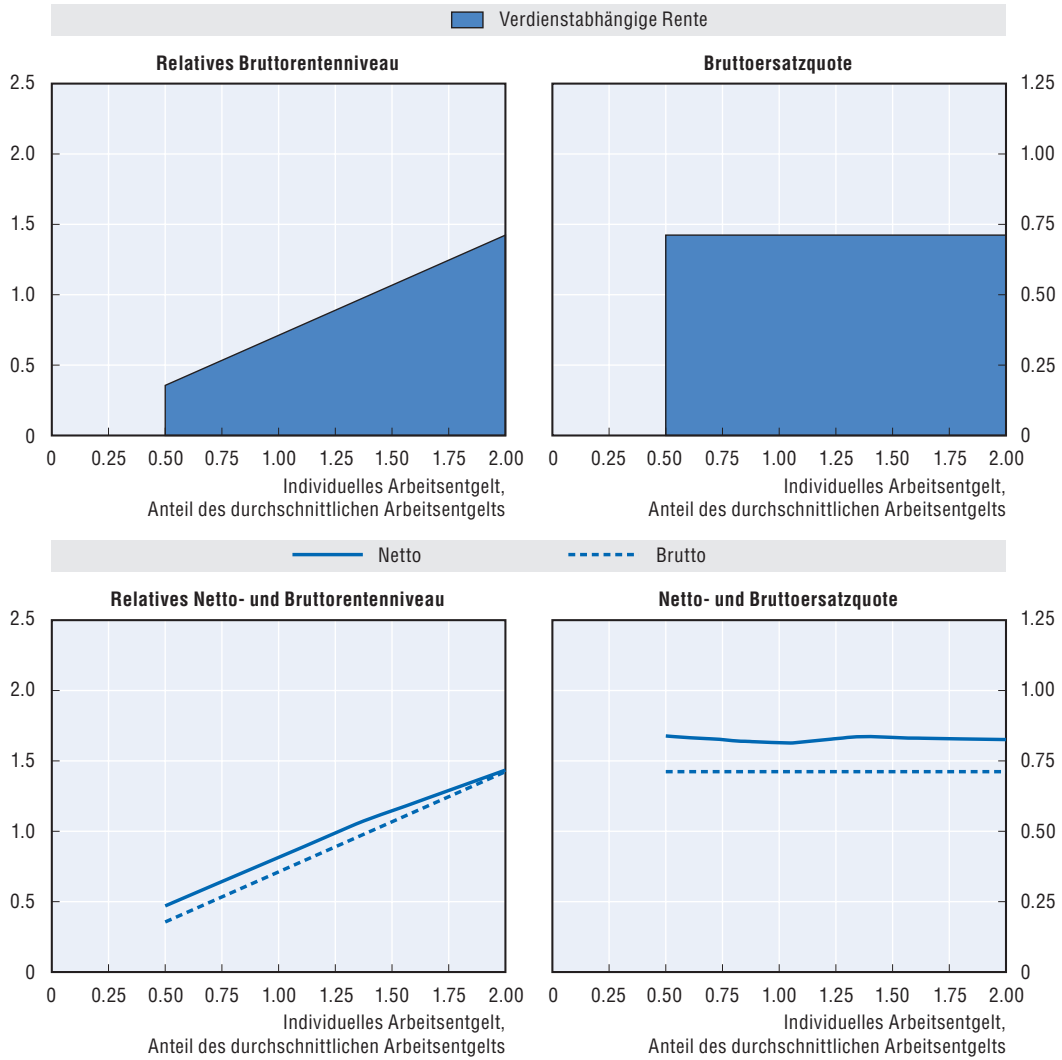 Verdienstabhängige Rente
Relatives Bruttorentenniveau
2.5
2.0
1.5
1.0
0.5
0
0 0.25 0.50 0.75 1.00 1.25 1.50 1.75 2.00
Individuelles Arbeitsentgelt,
Anteil des durchschnittlichen Arbeitsentgelts
Bruttoersatzquote
1.25
1.00
0.75
0.50
0.25
0
0 0.25 0.50 0.75 1.00 1.25 1.50 1.75 2.00
Individuelles Arbeitsentgelt,
Anteil des durchschnittlichen Arbeitsentgelts
Netto Brutto
Relatives Netto- und Bruttorentenniveau
2.5
2.0
1.5
1.0
0.5
0
0 0.25 0.50 0.75 1.00 1.25 1.50 1.75 2.00
Individuelles Arbeitsentgelt,
Anteil des durchschnittlichen Arbeitsentgelts
Netto- und Bruttoersatzquote
1.25
1.00
0.75
0.50
0.25
0
0 0.25 0.50 0.75 1.00 1.25 1.50 1.75 2.00
Individuelles Arbeitsentgelt,
Anteil des durchschnittlichen Arbeitsentgelts